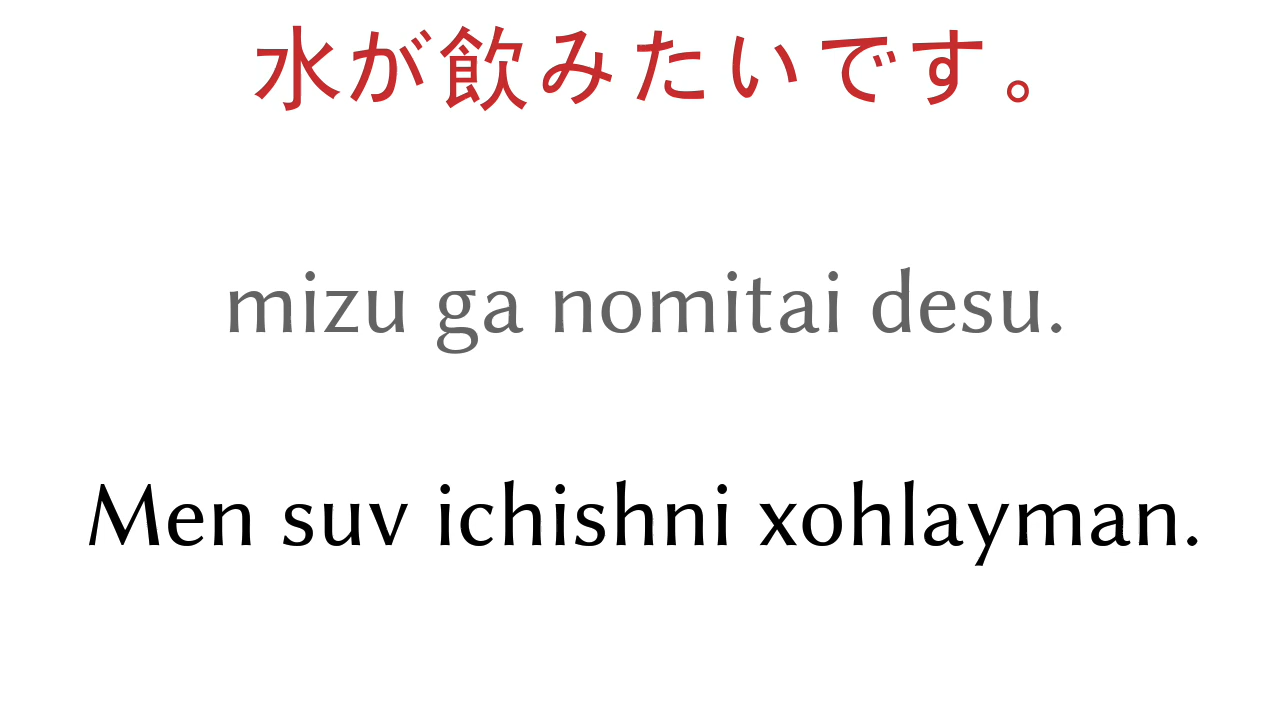 水が飲みたいです。
mizu ga nomitai desu.
Men suv ichishni xohlayman.